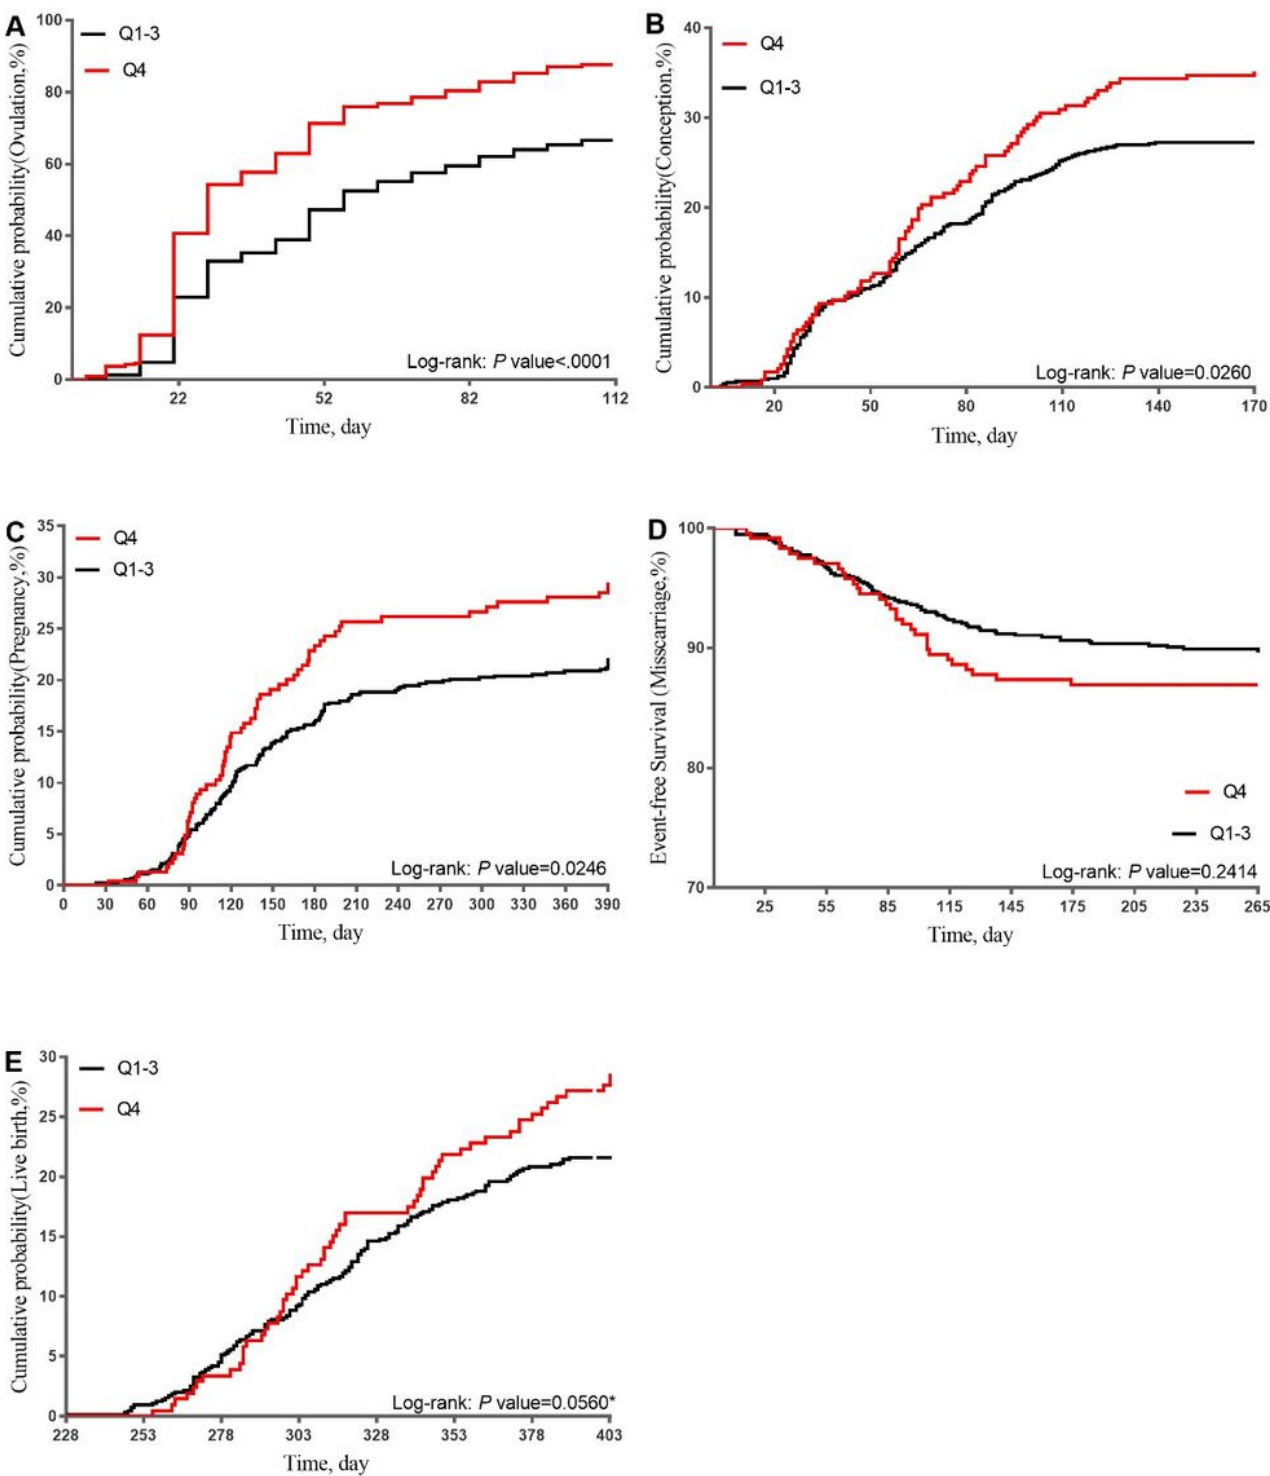 A
Cumulative probability(Ovulation,%)
100
80
60
40
20
0
Q1-3
Q4
Log-rank: P value<.0001
22 52 82 112
Time, day
B
Cumulative probability(Conception,%)
40
30
20
10
0
Q4
Q1-3
Log-rank: P value=0.0260
20 50 80 110 140 170
Time, day
C
Cumulative probability(Pregnancy,%)
35
30
25
20
15
10
5
0
Q4
Q1-3
Log-rank: P value=0.0246
0 30 60 90 120 150 180 210 240 270 300 330 360 390
Time, day
D
Event-free Survival (Misscarriage,%)
100
90
80
70
Q4
Q1-3
Log-rank: P value=0.2414
25 55 85 115 145 175 205 235 265
Time, day
E
Cumulative probability(Live birth,%)
30
25
20
15
10
5
0
Q1-3
Q4
Log-rank: P value=0.0560*
228 253 278 303 328 353 378 403
Time, day